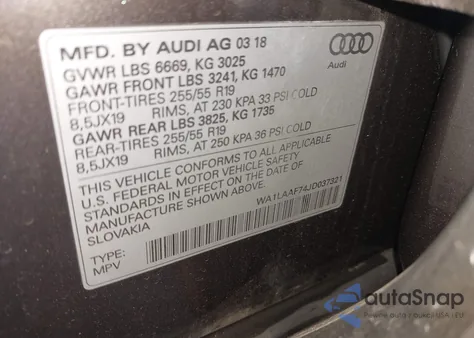 MFD. BY AUDI AG 03 18
GVWR LBS 6669, KG 3025
GAWR FRONT LBS 3241, KG 1470
FRONT-TIRES 255/55 R19
8,5JX19 RIMS, AT 230 KPA 33 PSI COLD
GAWR REAR LBS 3825, KG 1735
REAR-TIRES 255/55 R19
8,5JX19 RIMS, AT 250 KPA 36 PSI COLD
Audi
THIS VEHICLE CONFORMS TO ALL APPLICABLE
U.S. FEDERAL MOTOR VEHICLE SAFETY
STANDARDS IN EFFECT ON THE DATE OF
MANUFACTURE SHOWN ABOVE.
SLOVAKIA
WA1LAAF74JD037321
TYPE:
MPV
autaSnap